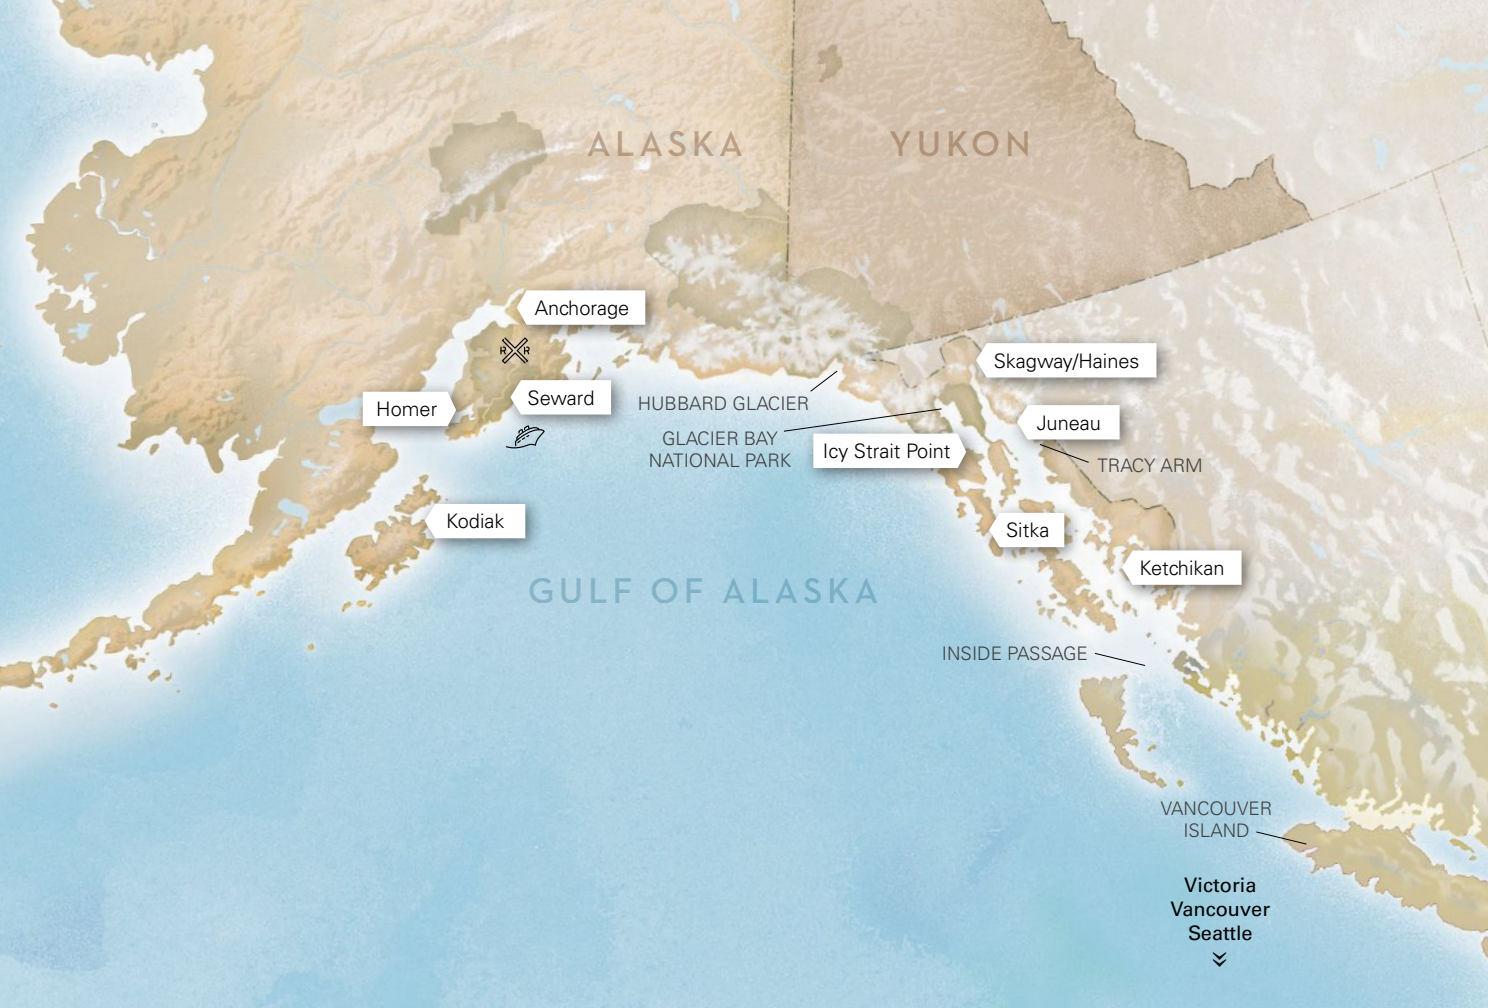 ALASKA
YUKON
Anchorage
R R
Skagway/Haines
Seward
Homer
HUBBARD GLACIER
Juneau
GLACIER BAY
NATIONAL PARK
Icy Strait Point
TRACY ARM
Kodiak
Sitka
Ketchikan
GULF OF ALASKA
INSIDE PASSAGE
VANCOUVER
ISLAND
Victoria
Vancouver
Seattle